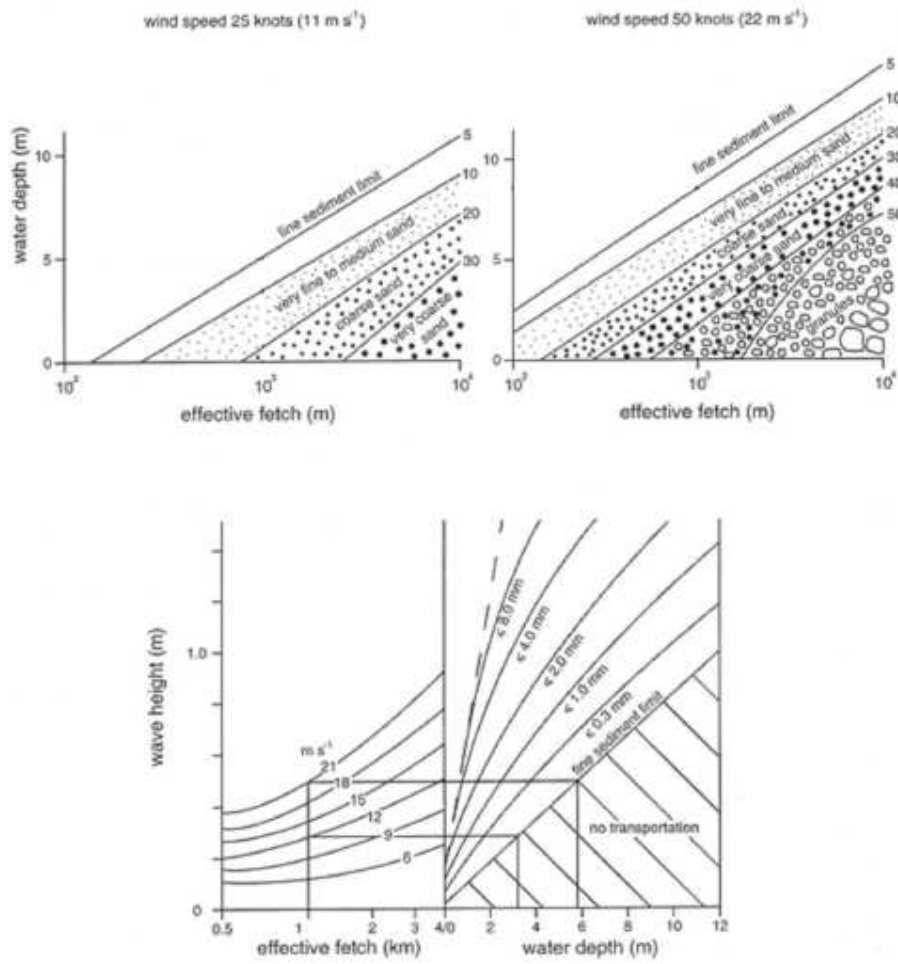 wind speed 25 knots (11 m s⁻¹)
wind speed 50 knots (22 m s⁻¹)
water depth (m)
10
5
0
fine sediment limit
very fine to medium sand
coarse sand
very coarse
sand
5
10
20
30
10²
10³
10⁴
effective fetch (m)
10
5
0
fine sediment limit
very fine to medium sand
coarse sand
very coarse sand
granules
5
10
20
30
40
50
10²
10³
10⁴
effective fetch (m)
wave height (m)
1.0
0
m s⁻¹
21
18
15
12
9
6
0.5
1
2
3
4/0
effective fetch (km)
⩽ 8.0 mm
⩽ 4.0 mm
⩽ 2.0 mm
⩽ 1.0 mm
⩽ 0.3 mm
fine sediment limit
no transportation
2
4
6
8
10
12
water depth (m)